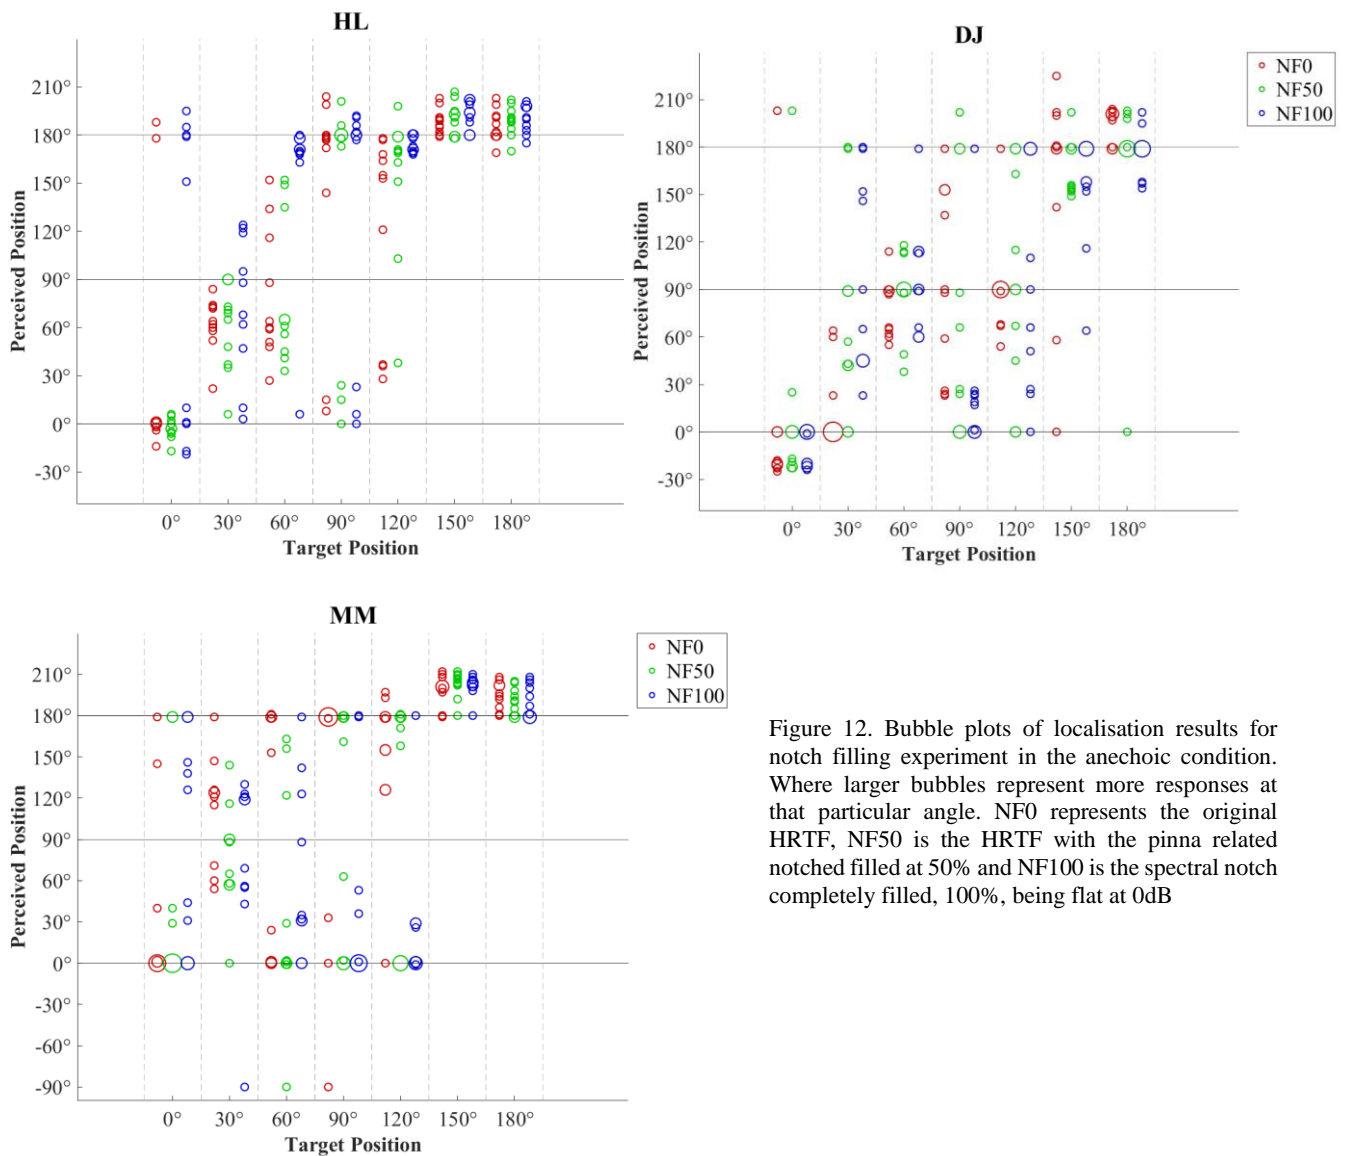 HL
210°
180°
150°
120°
90°
60°
30°
0°
-30°
Perceived Position
0° 30° 60° 90° 120° 150° 180°
Target Position
DJ
NF0
NF50
NF100
210°
180°
150°
120°
90°
60°
30°
0°
-30°
Perceived Position
0° 30° 60° 90° 120° 150° 180°
Target Position
MM
NF0
NF50
NF100
210°
180°
150°
120°
90°
60°
30°
0°
-30°
-60°
-90°
Perceived Position
0° 30° 60° 90° 120° 150° 180°
Target Position
Figure 12. Bubble plots of localisation results for
notch filling experiment in the anechoic condition.
Where larger bubbles represent more responses at
that particular angle. NF0 represents the original
HRTF, NF50 is the HRTF with the pinna related
notched filled at 50% and NF100 is the spectral notch
completely filled, 100%, being flat at 0dB